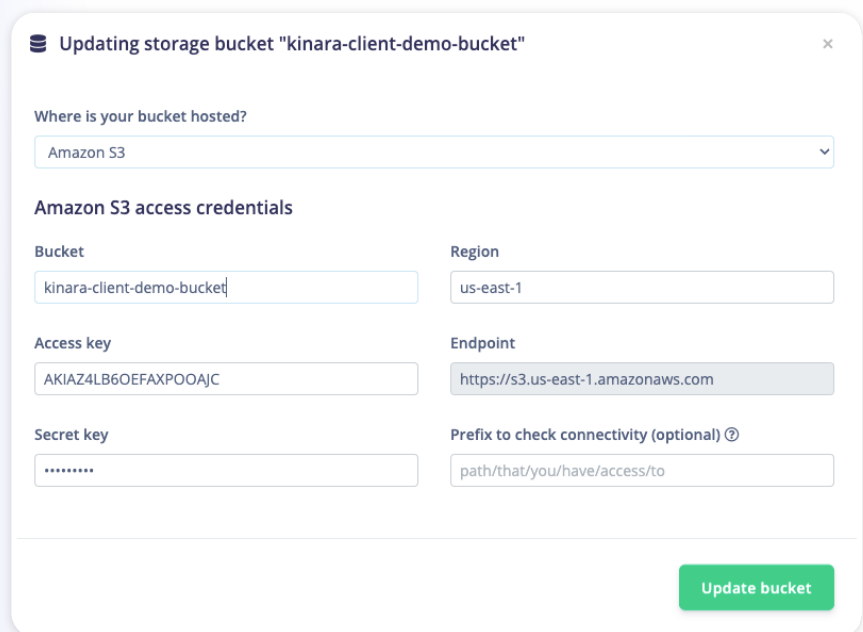 Updating storage bucket "kinara-client-demo-bucket"
×
Where is your bucket hosted?
Amazon S3
Amazon S3 access credentials
Bucket
Region
kinara-client-demo-bucket
us-east-1
Access key
Endpoint
AKIAZ4LB6OEFAXPOOAJC
https://s3.us-east-1.amazonaws.com
Secret key
Prefix to check connectivity (optional) ?
•••••••••
path/that/you/have/access/to
Update bucket